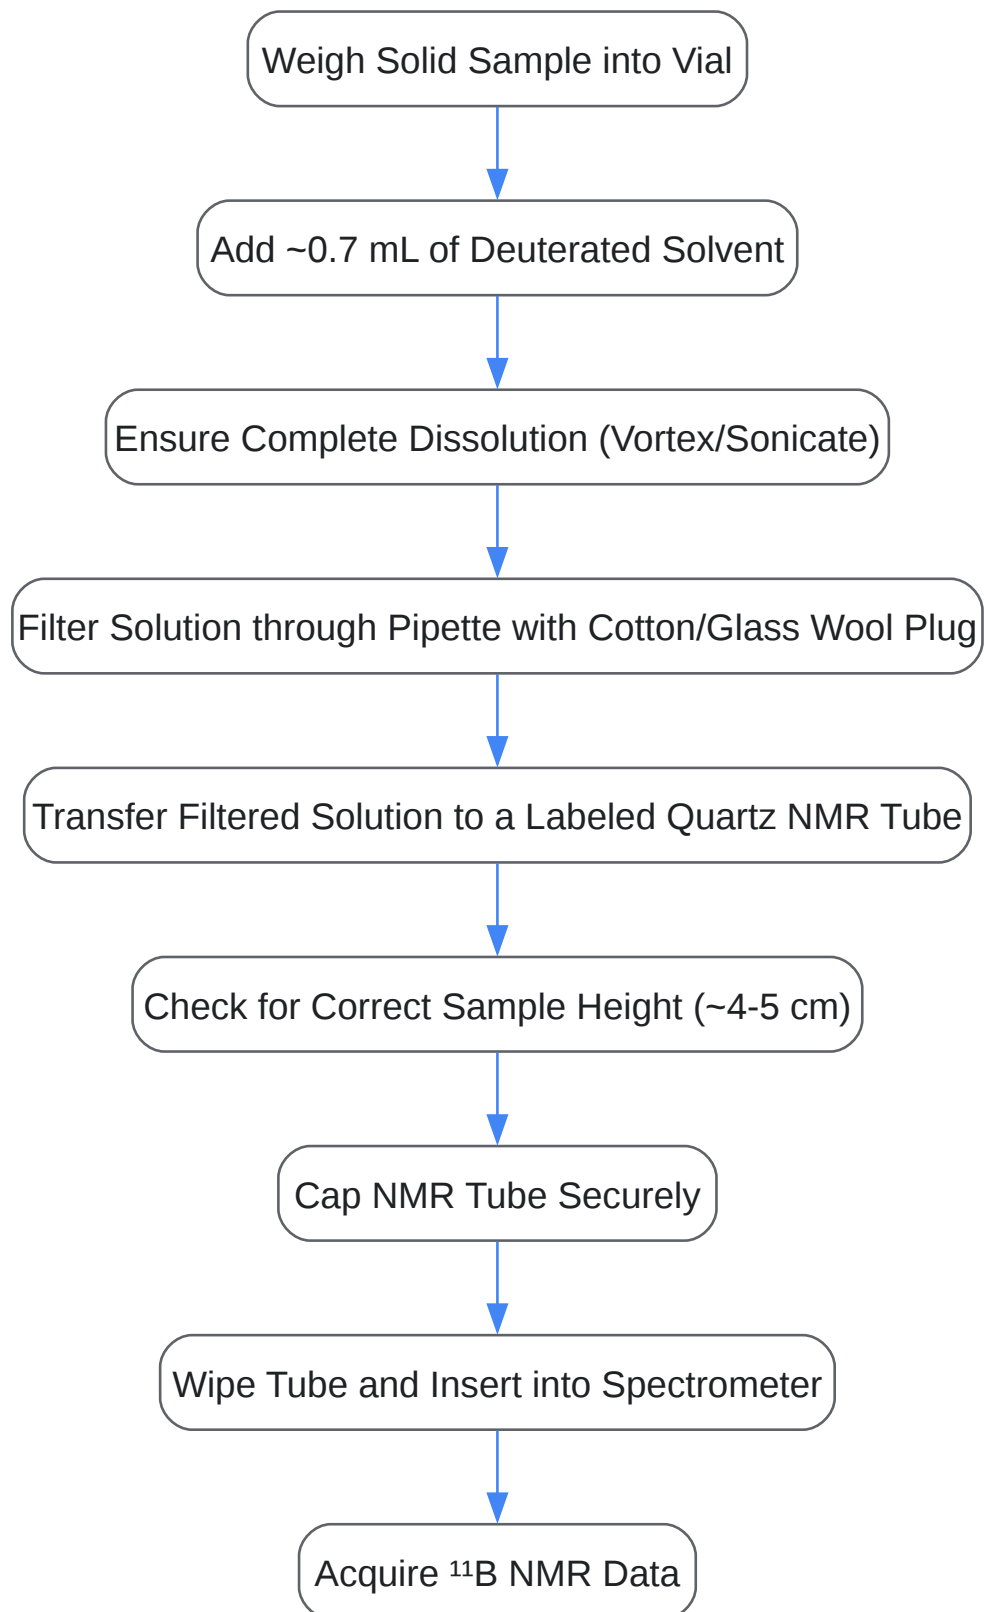 Weigh Solid Sample into Vial
Add ~0.7 mL of Deuterated Solvent
Ensure Complete Dissolution (Vortex/Sonicate)
Filter Solution through Pipette with Cotton/Glass Wool Plug
Transfer Filtered Solution to a Labeled Quartz NMR Tube
Check for Correct Sample Height (~4-5 cm)
Cap NMR Tube Securely
Wipe Tube and Insert into Spectrometer
Acquire ¹¹B NMR Data